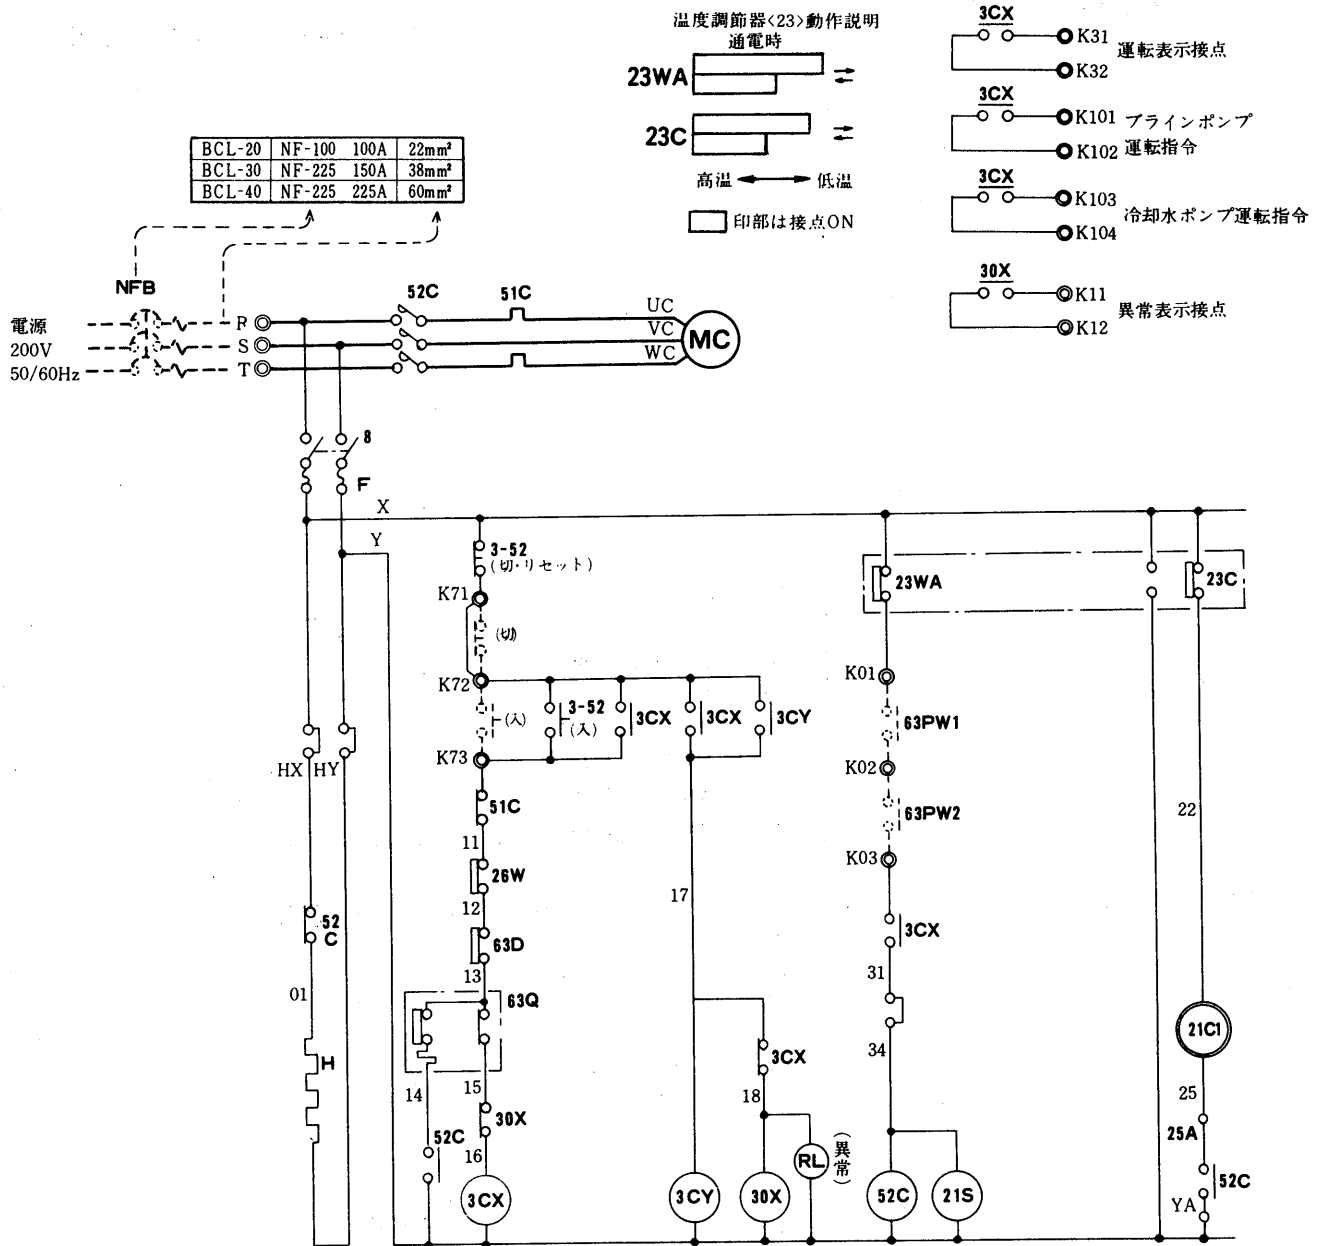 温度調節器<23>動作説明
通電時
23WA
23C
高温 低温
印部は接点ON
3CX
K31
K32
運転表示接点
3CX
K101
K102
ブラインポンプ
運転指令
3CX
K103
K104
冷却水ポンプ運転指令
30X
K11
K12
異常表示接点
BCL-20 NF-100 100A 22mm²
BCL-30 NF-225 150A 38mm²
BCL-40 NF-225 225A 60mm²
NFB
電源
200V
50/60Hz
R
S
T
52C
51C
UC
VC
WC
MC
8
F
X
Y
3-52
(切・リセット)
K71
(切)
K72
(入)
3-52
(入)
3CX
3CX
3CY
K73
51C
11
26W
12
63D
13
63Q
14
15
30X
52C
16
3CX
HX HY
52
C
01
H
17
3CX
18
3CY
30X
RL
(異常)
23WA
K01
63PW1
K02
63PW2
K03
3CX
31
34
52C
21S
23C
22
21C1
25
25A
52C
YA